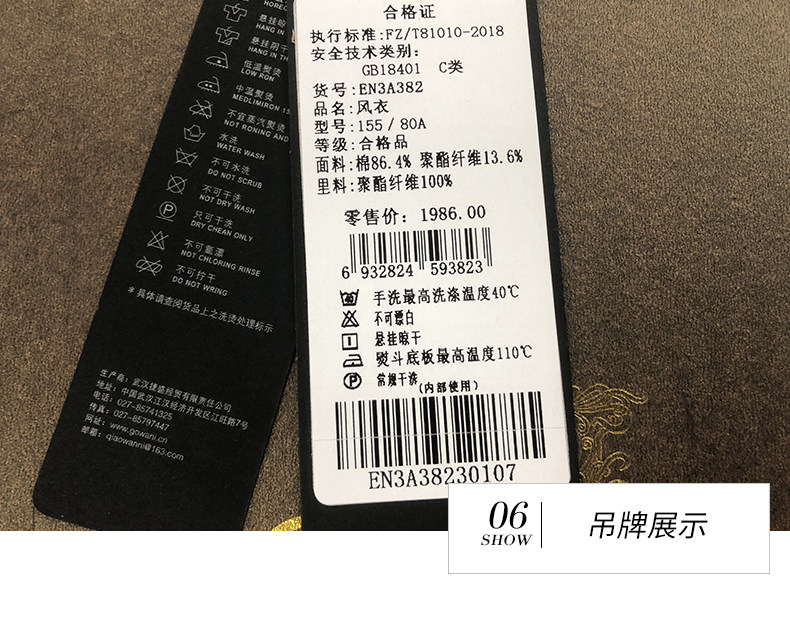 悬挂晾
HANG IN
悬挂阴干
HANG IN TH
低温熨烫
LOW RON
中温熨烫
MEDLIMIRON 15
不宜蒸汽熨烫
NOT RONING AND
水洗
WATER WASH
不可水洗
DO NOT SCRUB
不可干洗
NOT DRY WASH
只可干洗
DRY CHEAN ONLY
不可氯漂
NOT CHLORING RINSE
不可拧干
DO NOT WRING
*具体请查阅货品上之洗烫处理标示
生产商：武汉捷盛经贸有限责任公司
地址：中国武汉江汉经济开发区江旺路7号
电话：027-85741325
传真：027-85797447
网址：www.gowani.cn
邮箱：qiaowanni@163.com
合格证
执行标准:FZ/T81010-2018
安全技术类别:
GB18401 C类
货号:EN3A382
品名:风衣
型号:155/80A
等级:合格品
面料:棉86.4% 聚酯纤维13.6%
里料:聚酯纤维100%
零售价: 1986.00
6 932824 593823
手洗最高洗涤温度40℃
不可漂白
悬挂晾干
熨斗底板最高温度110℃
常规干洗(内部使用)
EN3A38230107
06
SHOW
吊牌展示